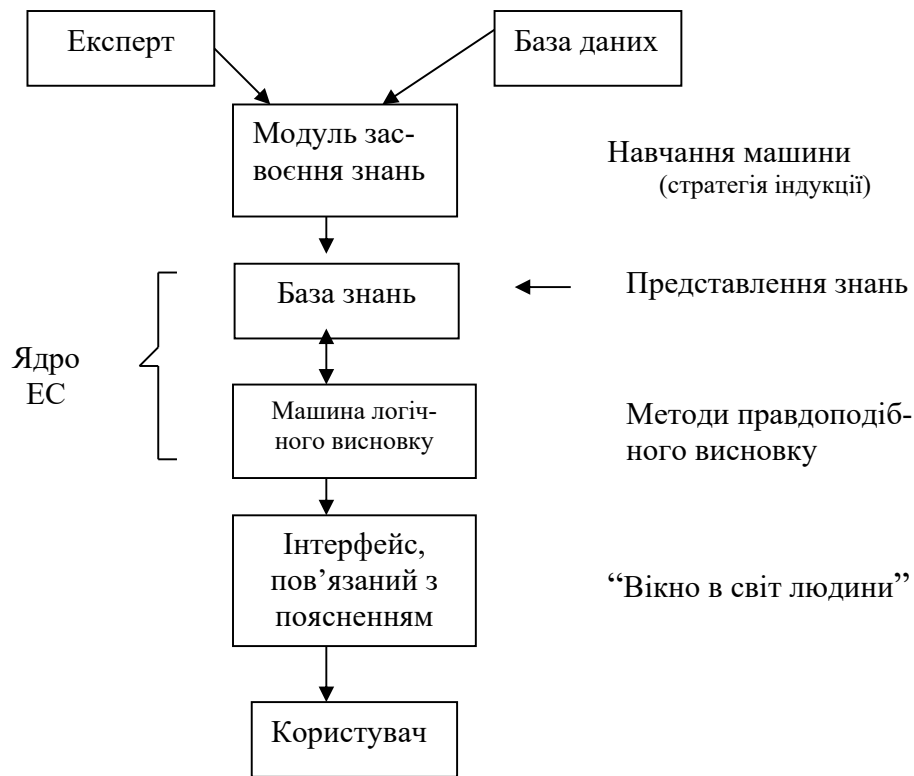 Експерт
База даних
Модуль зас-
воєння знань
Навчання машини
(стратегія індукції)
База знань
Представлення знань
Ядро
ЕС
Машина логіч-
ного висновку
Методи правдоподіб-
ного висновку
Інтерфейс,
пов’язаний з
поясненням
“Вікно в світ людини”
Користувач